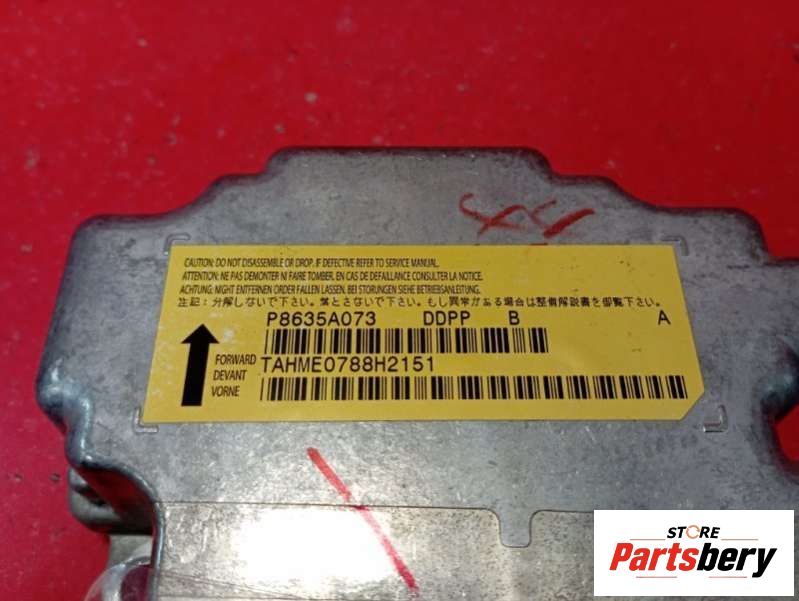 CAUTION: DO NOT DISASSEMBLE OR DROP. IF DEFECTIVE REFER TO SERVICE MANUAL.
ATTENTION: NE PAS DEMONTER NI FAIRE TOMBER. EN CAS DE DEFAILLANCE CONSULTER LA NOTICE.
ACHTUNG: NIGHT ENTFERNEN ORDER FALLEN LASSEN. BEI STORUNGEN SIEHE BETRIEBSANLEITUNG.
注記: 分解しないで下さい。落とさないで下さい。もし異常がある場合は整備解説書を御覧下さい。
P8635A073 DDPP B A
FORWARD
DEVANT
VORNE
TAHME0788H2151
STORE
Partsbery